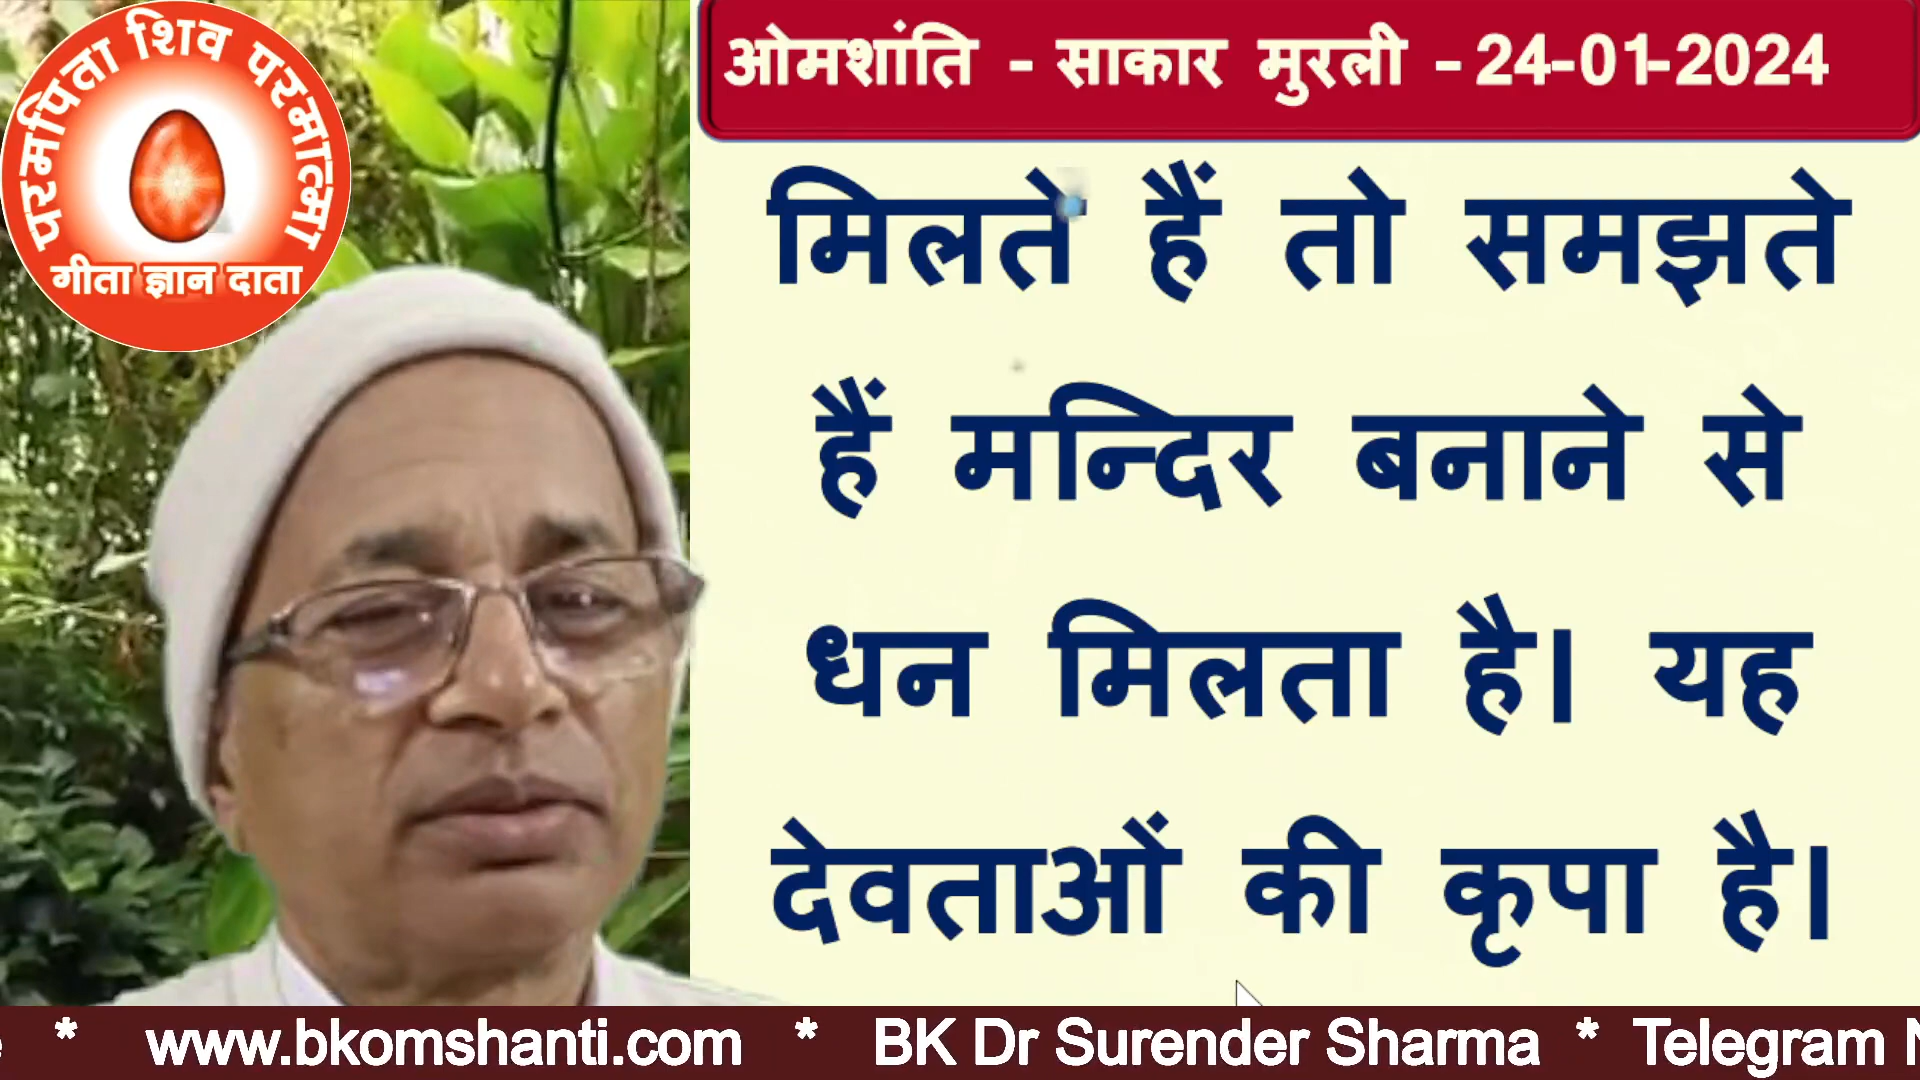 परमपिता शिव परमात्मा
गीता ज्ञान दाता
ओमशांति - साकार मुरली - 24-01-2024
मिलते हैं तो समझते
हैं मन्दिर बनाने से
धन मिलता है। यह
देवताओं की कृपा है।
* www.bkomshanti.com * BK Dr Surender Sharma * Telegram